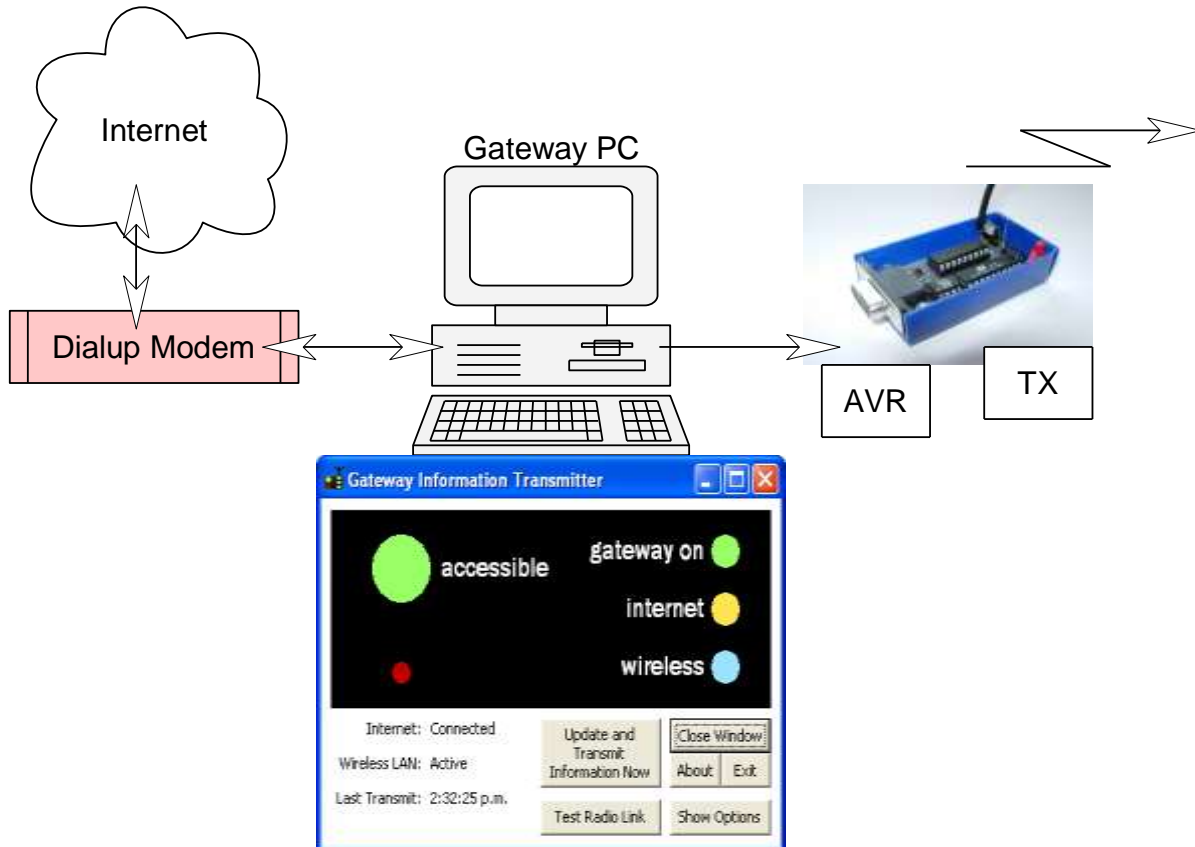 Internet
Gateway PC
Dialup Modem
AVR
TX
Gateway Information Transmitter
accessible
gateway on
internet
wireless
Internet: Connected
Wireless LAN: Active
Last Transmit: 2:32:25 p.m.
Update and
Transmit
Information Now
Close Window
About
Exit
Test Radio Link
Show Options